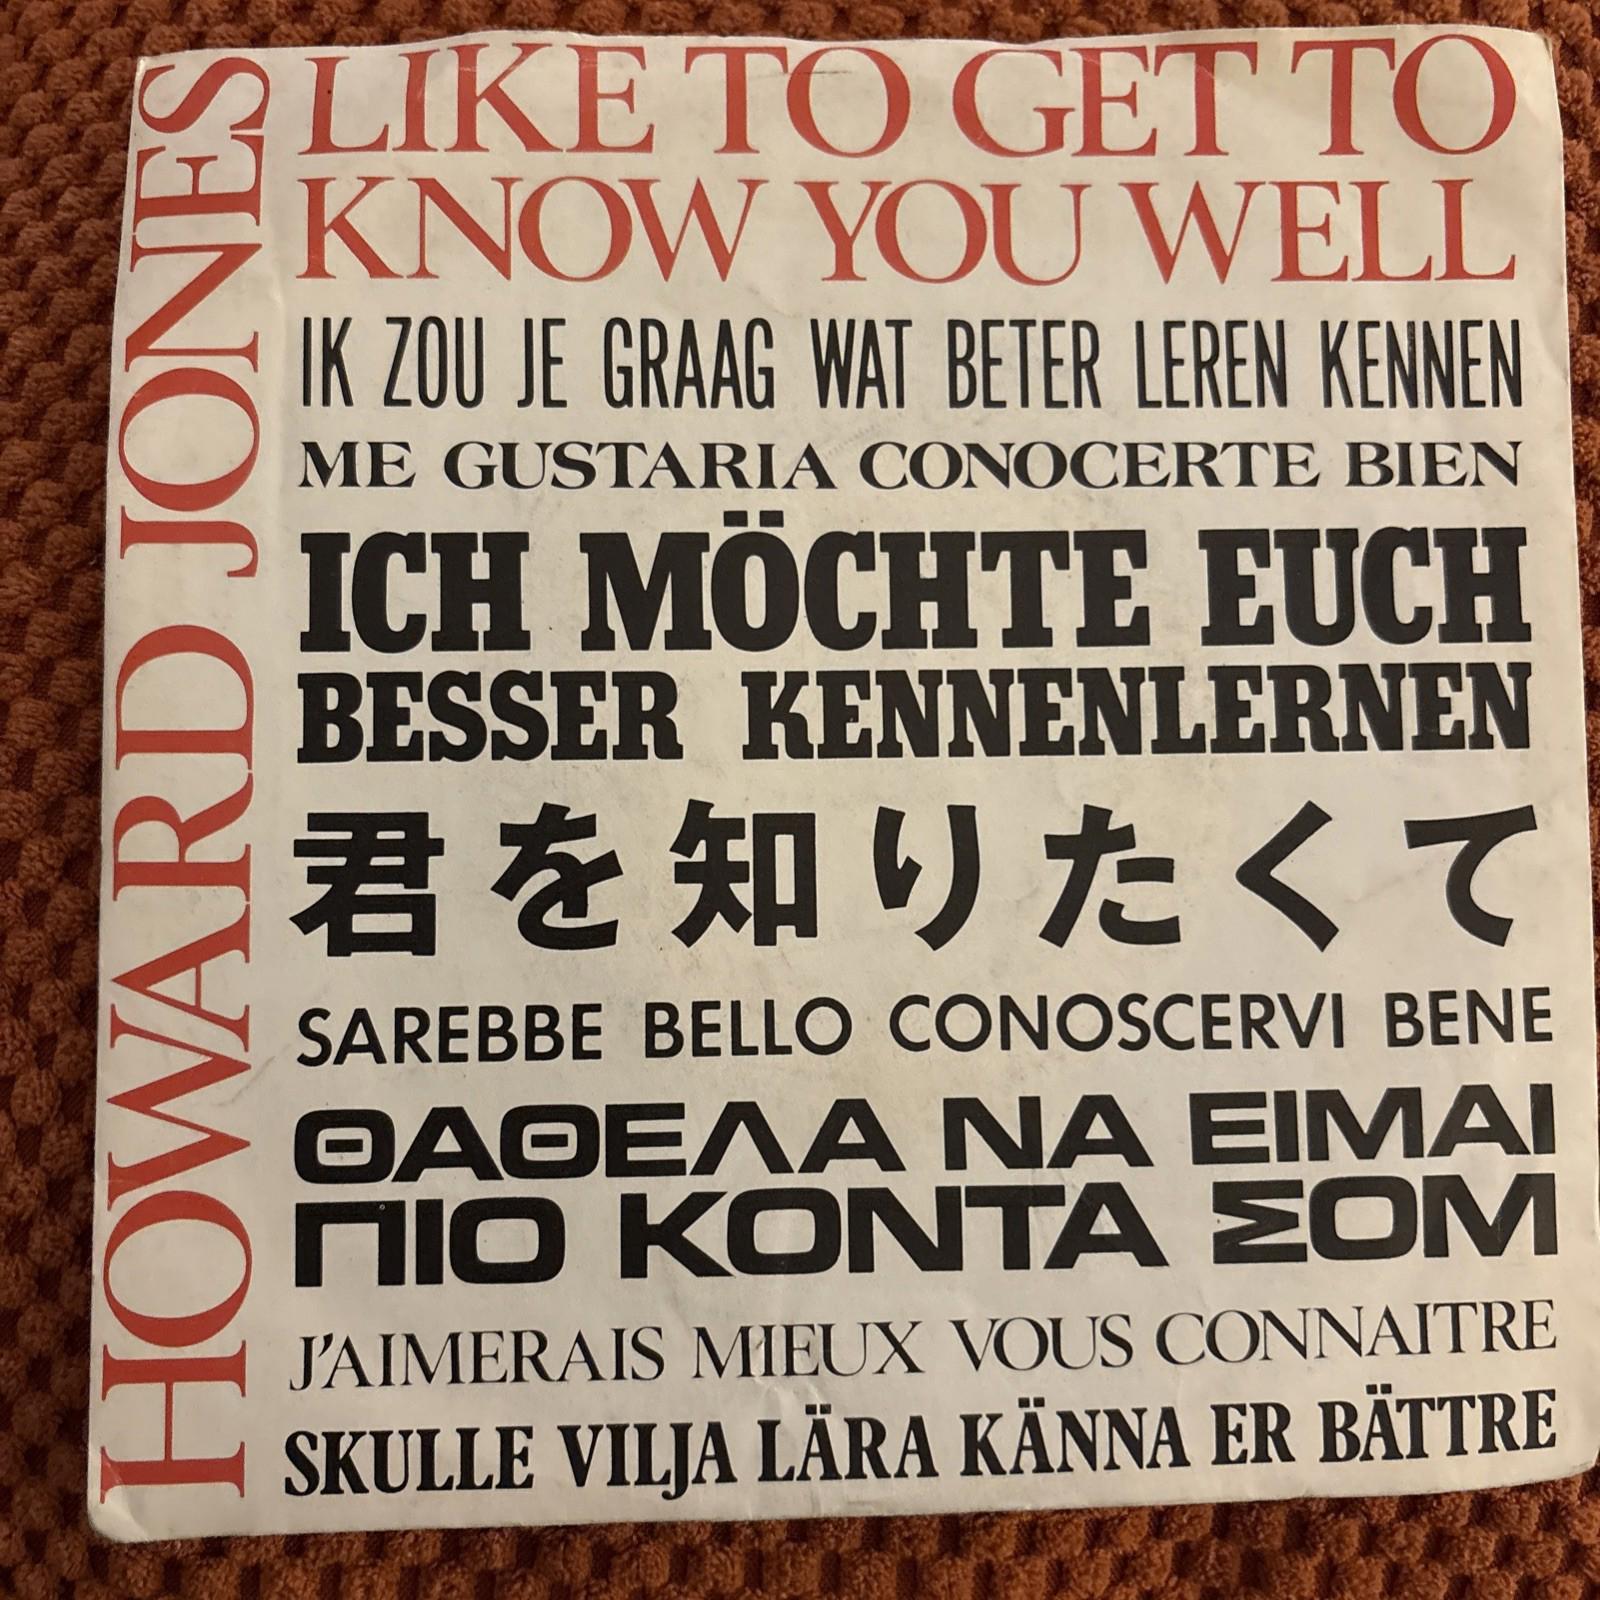 HOWARD JONES
LIKE TO GET TO
KNOW YOU WELL
IK ZOU JE GRAAG WAT BETER LEREN KENNEN
ME GUSTARIA CONOCERTE BIEN
ICH MÖCHTE EUCH
BESSER KENNENLERNEN
君を知りたくて
SAREBBE BELLO CONOSCERVI BENE
ΘΑΘΕΛΑ ΝΑ ΕΙΜΑΙ
ΠΙΟ ΚΟΝΤΑ ΣΟΜ
J'AIMERAIS MIEUX VOUS CONNAITRE
SKULLE VILJA LÄRA KÄNNA ER BÄTTRE